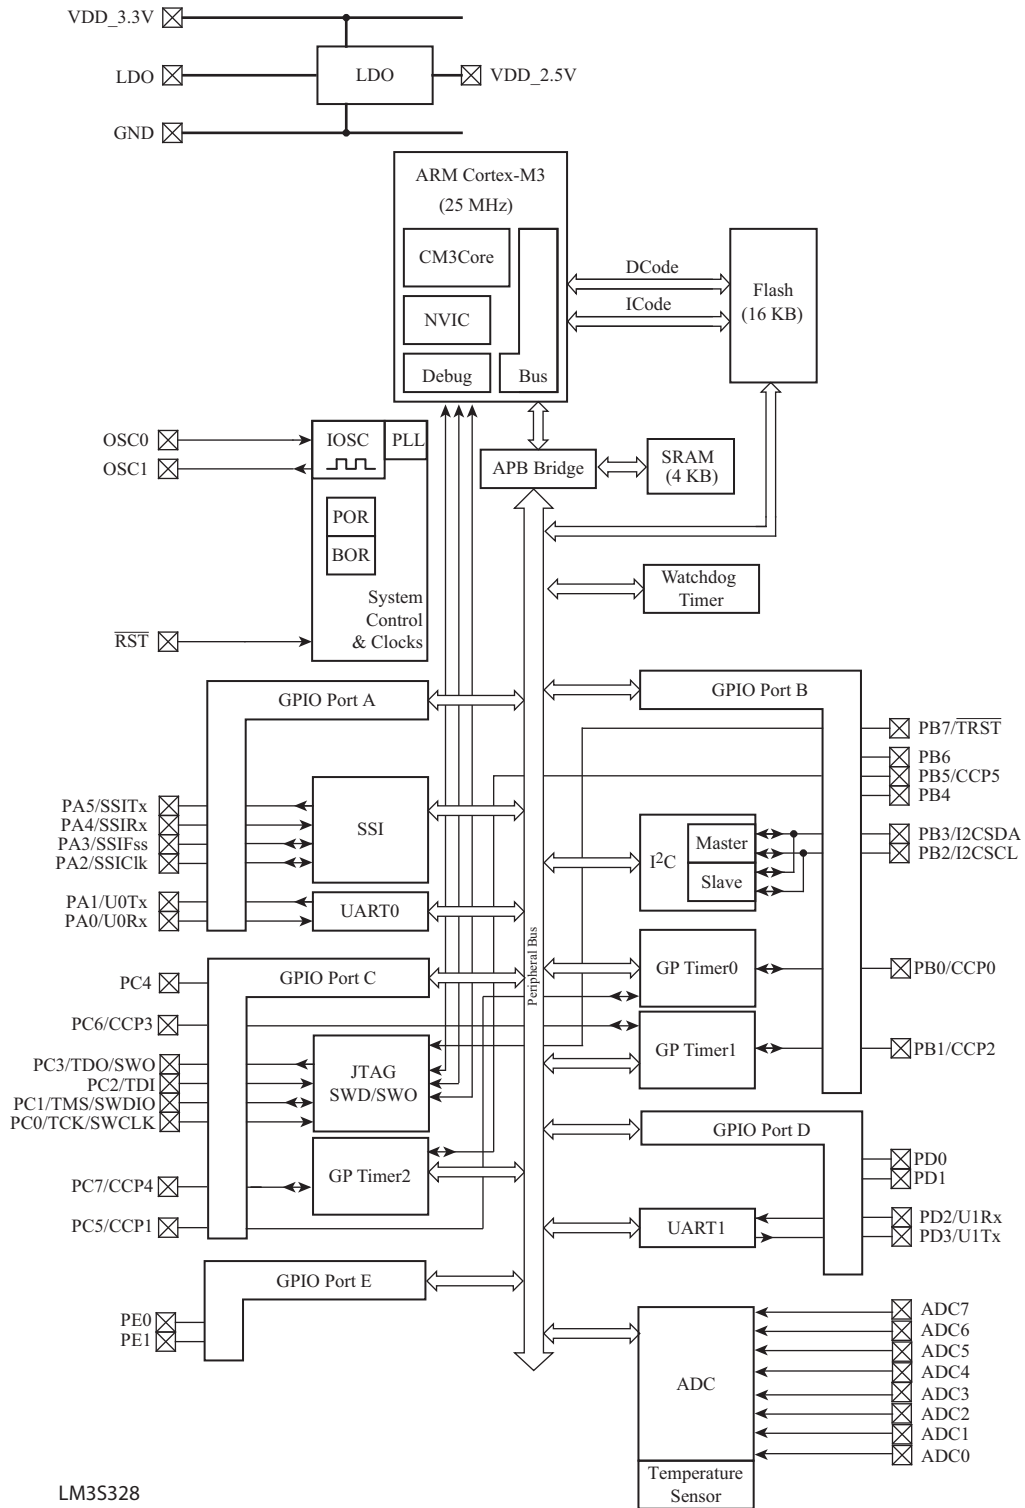 VDD_3.3V
LDO
LDO
VDD_2.5V
GND
ARM Cortex-M3
(25 MHz)
CM3Core
NVIC
Debug
Bus
DCode
ICode
Flash
(16 KB)
OSC0
OSC1
IOSC
PLL
POR
BOR
System
Control
& Clocks
RST
APB Bridge
SRAM
(4 KB)
Watchdog
Timer
GPIO Port A
GPIO Port B
PB7/TRST
PB6
PB5/CCP5
PB4
PA5/SSITx
PA4/SSIRx
PA3/SSIFss
PA2/SSIClk
SSI
I2C
Master
Slave
PB3/I2CSDA
PB2/I2CSCL
PA1/U0Tx
PA0/U0Rx
UART0
Peripheral Bus
GPIO Port C
PC4
GP Timer0
PB0/CCP0
PC6/CCP3
GP Timer1
PB1/CCP2
PC3/TDO/SWO
PC2/TDI
PC1/TMS/SWDIO
PC0/TCK/SWCLK
JTAG
SWD/SWO
GPIO Port D
PD0
PD1
GP Timer2
PC7/CCP4
PC5/CCP1
UART1
PD2/U1Rx
PD3/U1Tx
GPIO Port E
PE0
PE1
ADC
ADC7
ADC6
ADC5
ADC4
ADC3
ADC2
ADC1
ADC0
Temperature
Sensor
LM3S328